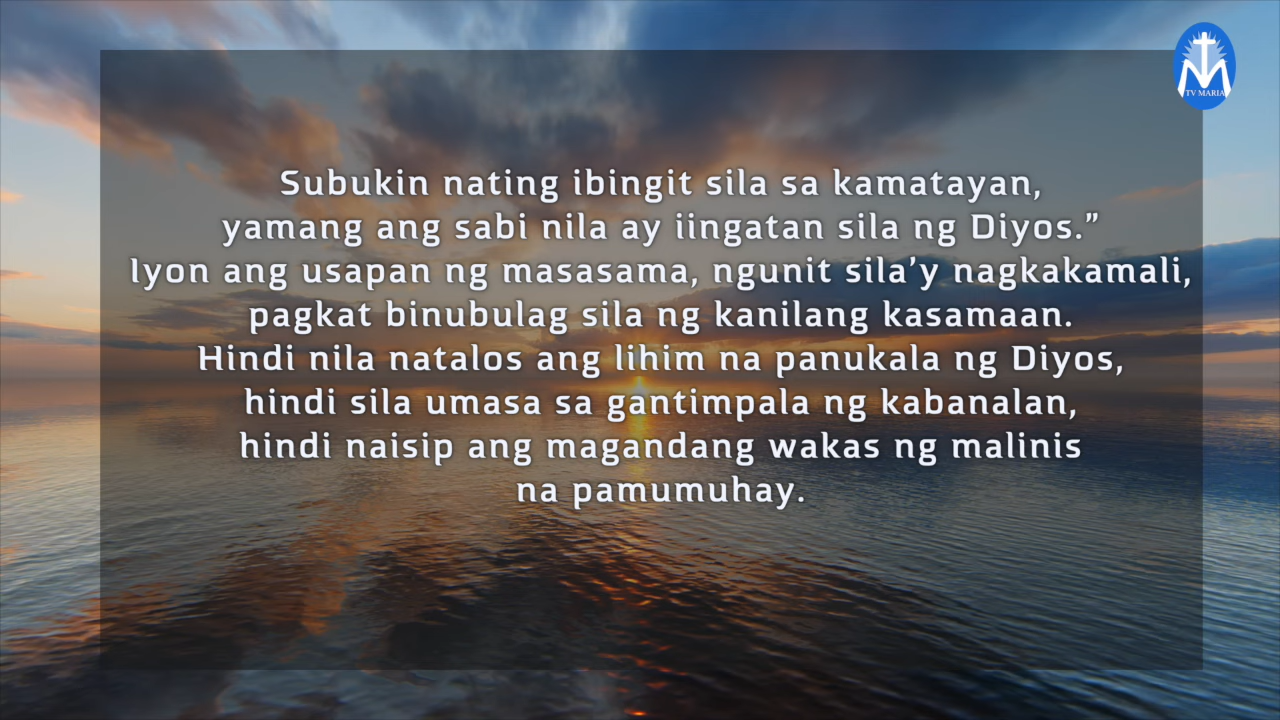 TV MARIA
Subukin nating ibingit sila sa kamatayan,
yamang ang sabi nila ay iingatan sila ng Diyos.”
Iyon ang usapan ng masasama, ngunit sila’y nagkakamali,
pagkat binubulag sila ng kanilang kasamaan.
Hindi nila natalos ang lihim na panukala ng Diyos,
hindi sila umasa sa gantimpala ng kabanalan,
hindi naisip ang magandang wakas ng malinis
na pamumuhay.